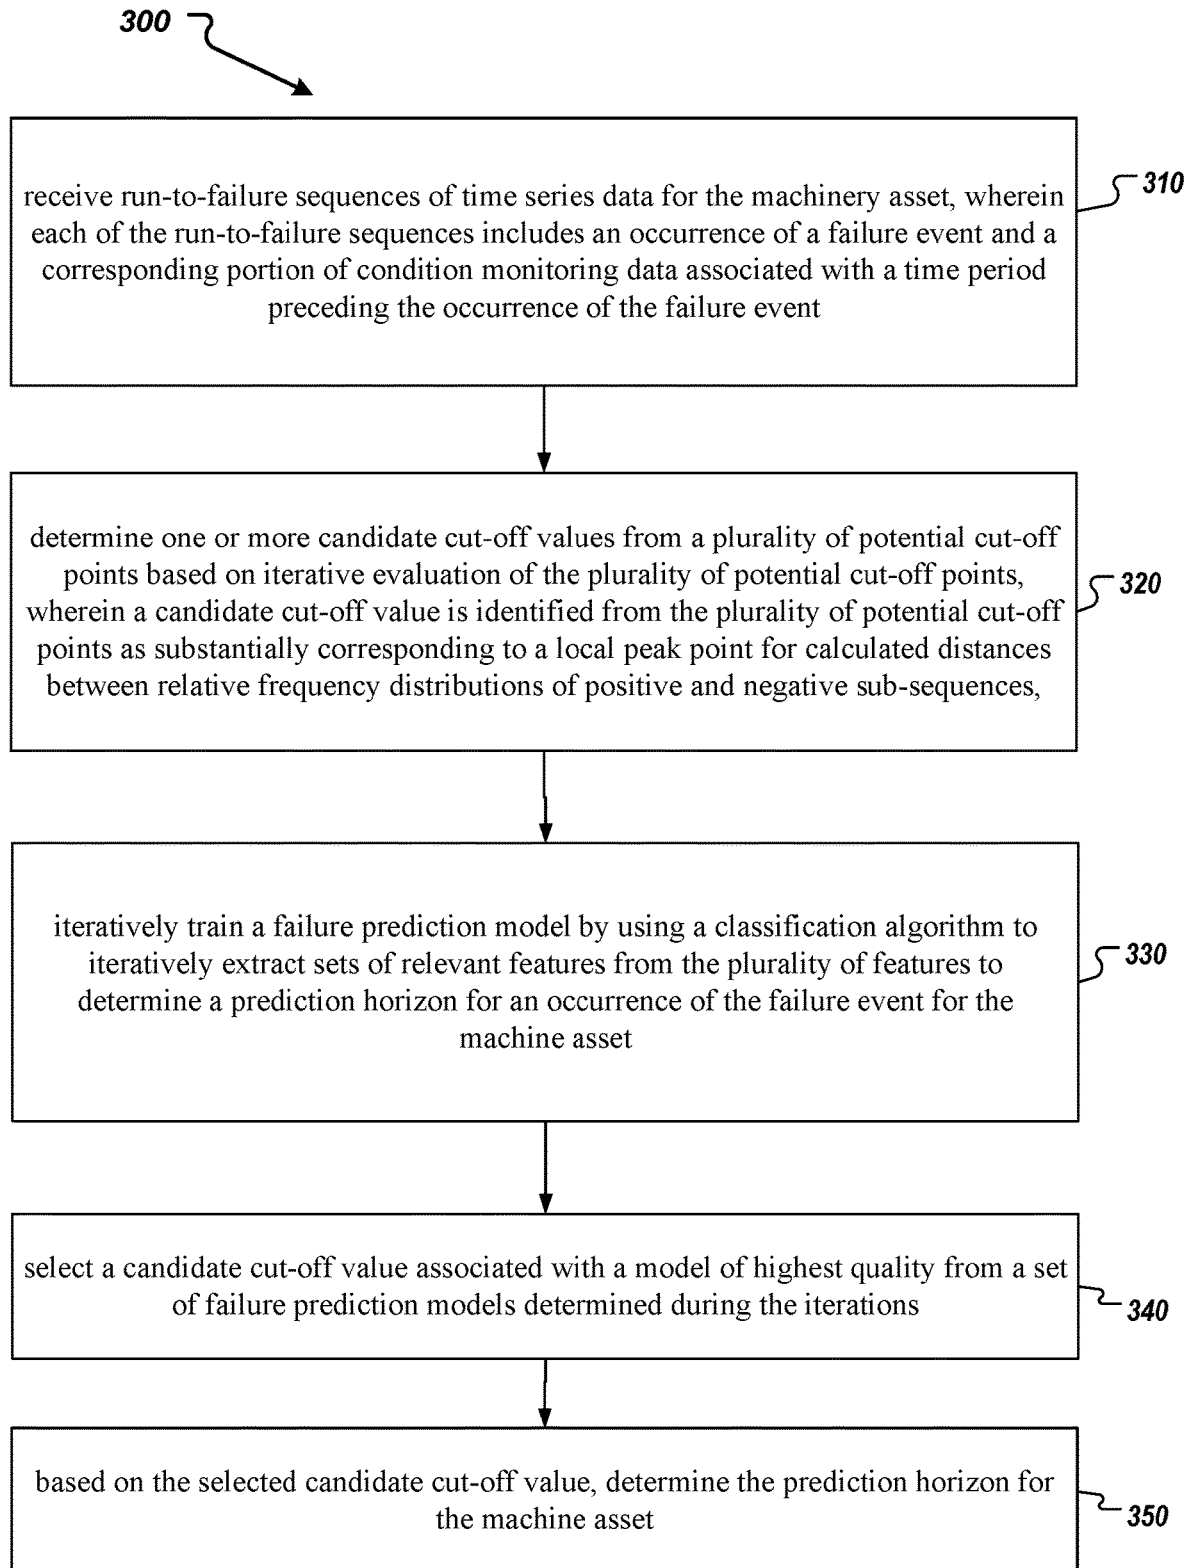 300
receive run-to-failure sequences of time series data for the machinery asset, wherein
each of the run-to-failure sequences includes an occurrence of a failure event and a
corresponding portion of condition monitoring data associated with a time period
preceding the occurrence of the failure event
310
determine one or more candidate cut-off values from a plurality of potential cut-off
points based on iterative evaluation of the plurality of potential cut-off points,
wherein a candidate cut-off value is identified from the plurality of potential cut-off
points as substantially corresponding to a local peak point for calculated distances
between relative frequency distributions of positive and negative sub-sequences,
320
iteratively train a failure prediction model by using a classification algorithm to
iteratively extract sets of relevant features from the plurality of features to
determine a prediction horizon for an occurrence of the failure event for the
machine asset
330
select a candidate cut-off value associated with a model of highest quality from a set
of failure prediction models determined during the iterations
340
based on the selected candidate cut-off value, determine the prediction horizon for
the machine asset
350